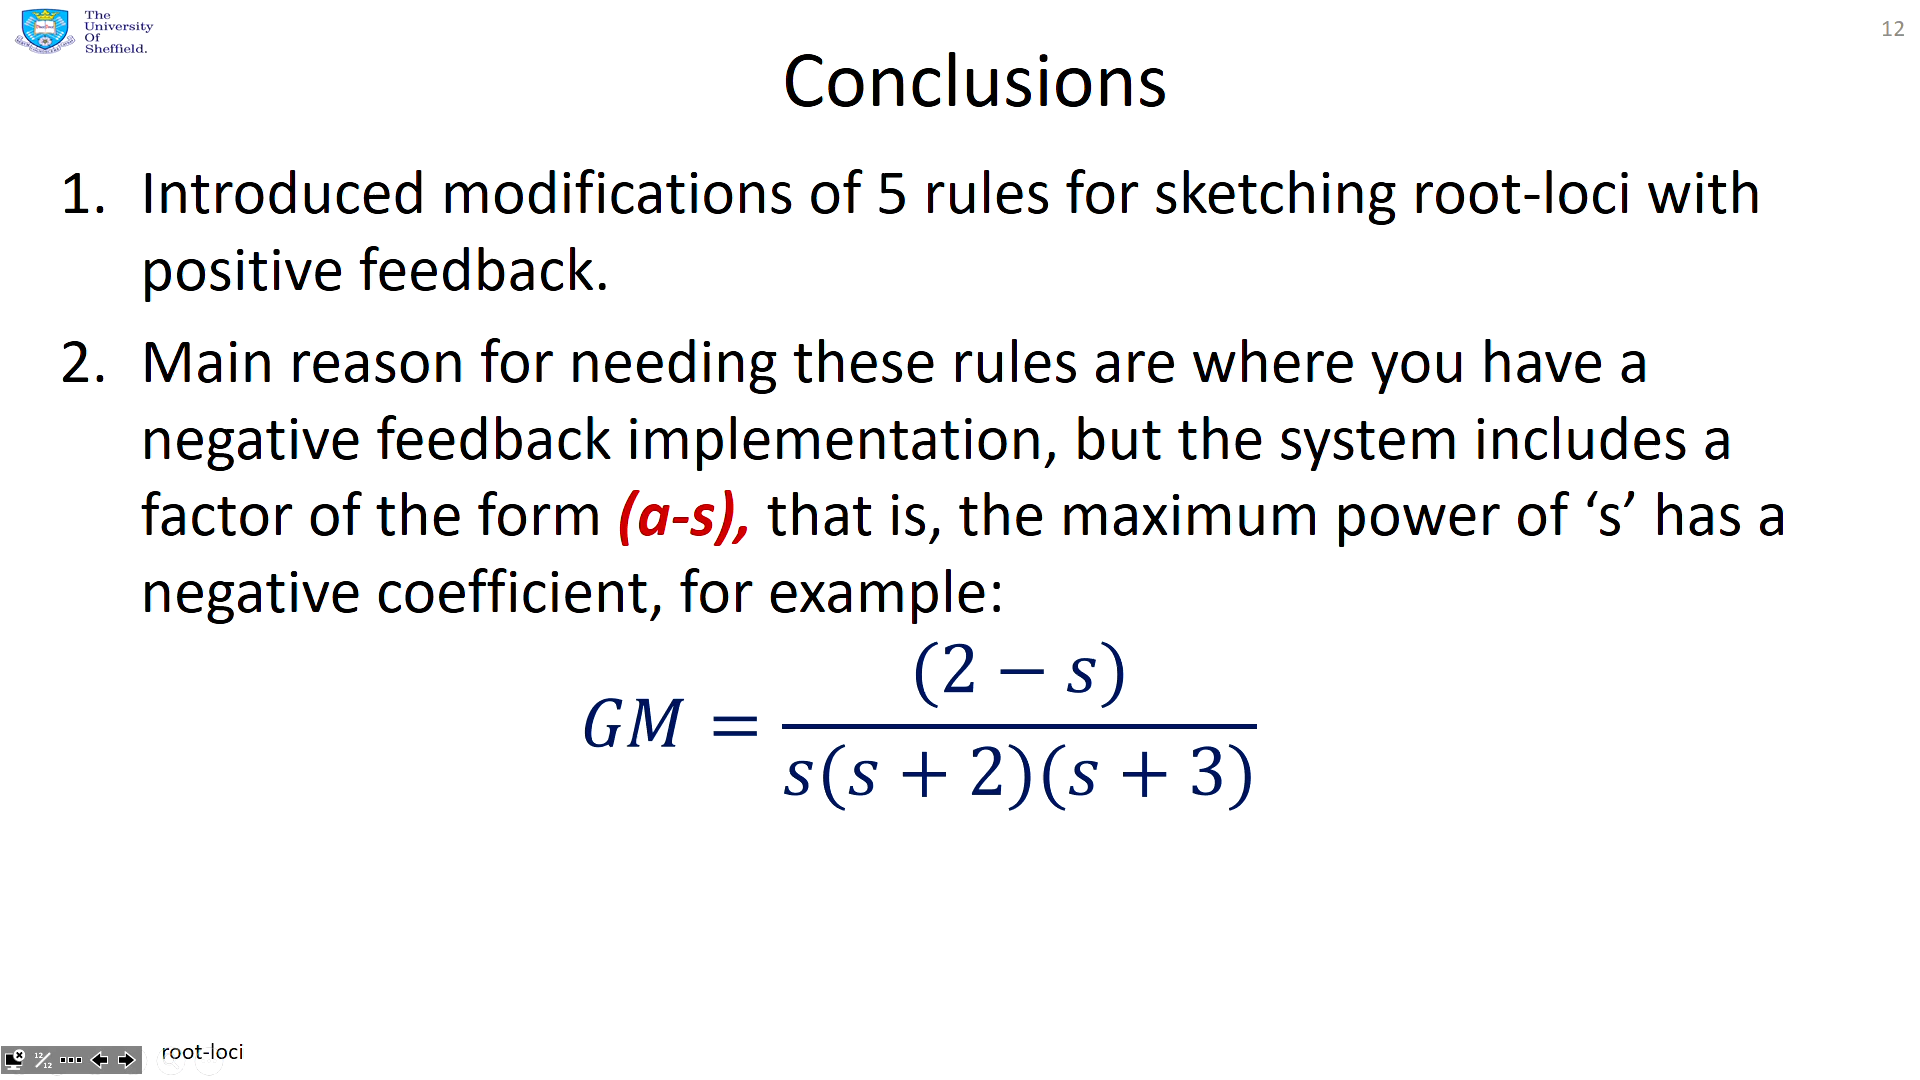 The
University
Of
Sheffield.
12
Conclusions
1. Introduced modifications of 5 rules for sketching root-loci with
positive feedback.
2. Main reason for needing these rules are where you have a
negative feedback implementation, but the system includes a
factor of the form (a-s), that is, the maximum power of ‘s’ has a
negative coefficient, for example:
(2 − s)
GM =
s(s + 2)(s + 3)
12/12
root-loci